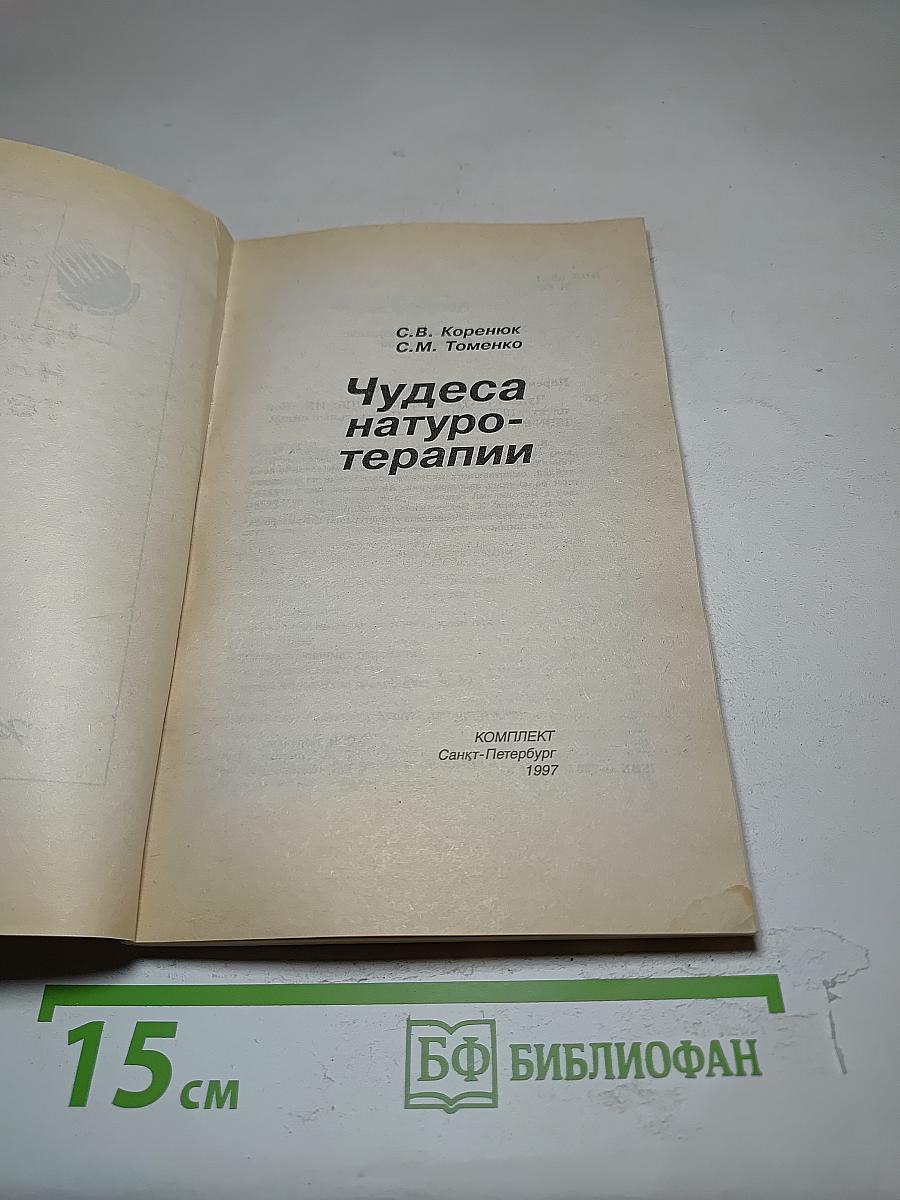 С.В. Коренюк
С.М. Томенко
Чудеса
натуро-
терапии
КОМПЛЕКТ
Санкт-Петербург
1997
15 см
БФ БИБЛИОФАН